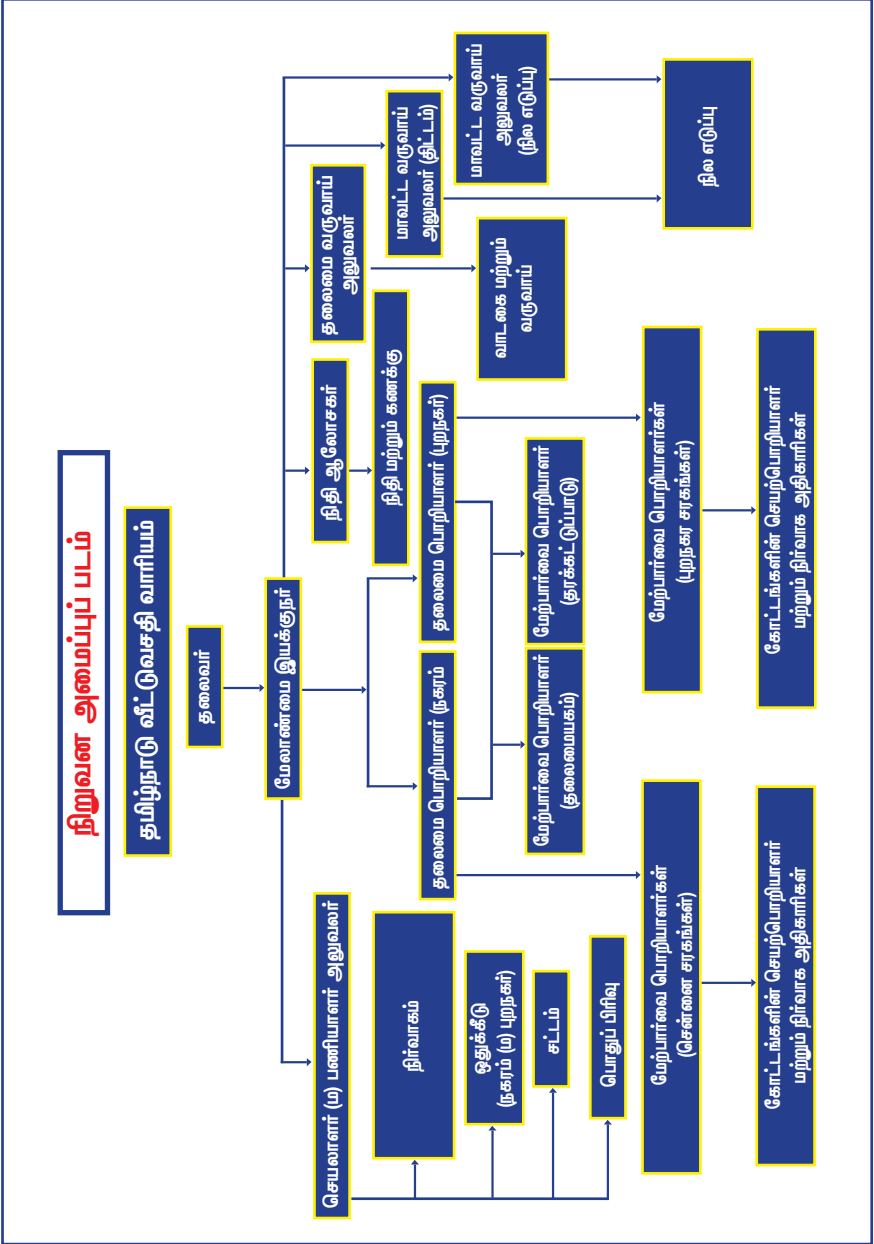 நிறுவன அமைப்புப் படம்
தமிழ்நாடு வீட்டுவசதி வாரியம்
தலைவர்
மேலாண்மை இயக்குநர்
செயலாளர் (ம) பணியாளர் அலுவலர்
நிதி ஆலோசகர்
தலைமை வருவாய்
அலுவலர்
மாவட்ட வருவாய்
அலுவலர் (திட்டம்)
மாவட்ட வருவாய்
அலுவலர்
(நில எடுப்பு)
நிர்வாகம்
ஒதுக்கீடு
(நகரம் (ம) புறநகர்)
சட்டம்
பொதுப் பிரிவு
நிதி மற்றும் கணக்கு
தலைமை பொறியாளர் (நகரம்
தலைமை பொறியாளர் (புறநகர்)
வாடகை மற்றும்
வருவாய்
மேற்பார்வை பொறியாளர்
(தலைமையகம்)
மேற்பார்வை பொறியாளர்
(தரக்கட்டுப்பாடு)
மேற்பார்வை பொறியாளர்கள்
(சென்னை சரகங்கள்)
மேற்பார்வை பொறியாளர்கள்
(புறநகர சரகங்கள்)
நில எடுப்பு
கோட்டங்களின் செயற்பொறியாளர்
மற்றும் நிர்வாக அதிகாரிகள்
கோட்டங்களின் செயற்பொறியாளர்
மற்றும் நிர்வாக அதிகாரிகள்